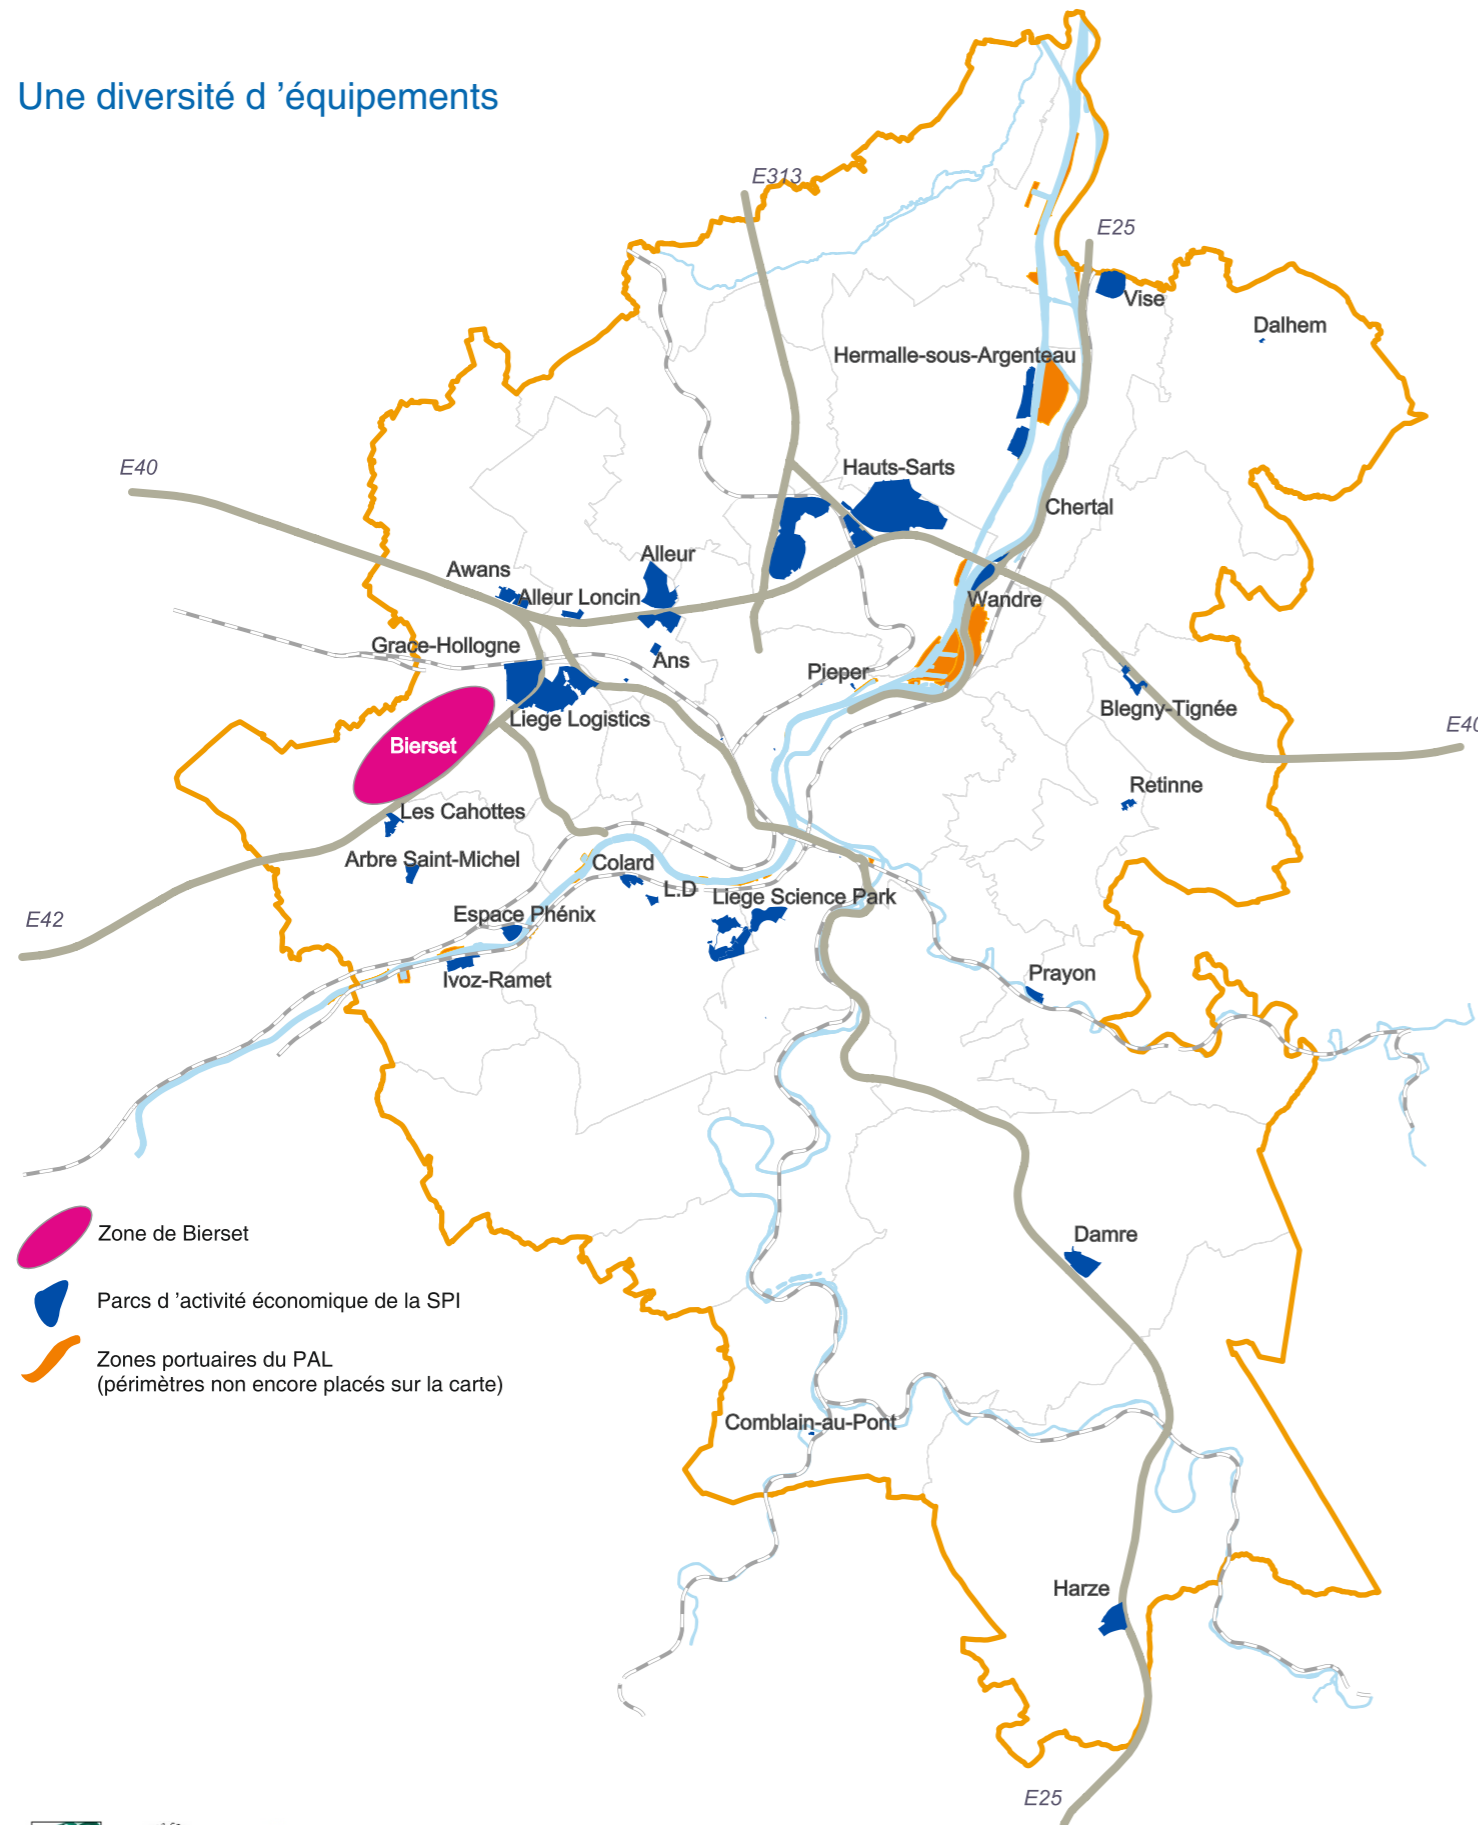 Une diversité d ’équipements
E313
E25
Vise
Dalhem
Hermalle-sous-Argenteau
E40
Hauts-Sarts
Chertal
Alleur
Awans
Alleur Loncin
Wandre
Grace-Hollogne
Ans
Pieper
Liege Logistics
Blegny-Tignée
E40
Bierset
Retinne
Les Cahottes
Arbre Saint-Michel
Colard
L.D
Liege Science Park
E42
Espace Phénix
Ivoz-Ramet
Prayon
Zone de Bierset
Damre
Parcs d ’activité économique de la SPI
Zones portuaires du PAL
(périmètres non encore placés sur la carte)
Comblain-au-Pont
Harze
E25